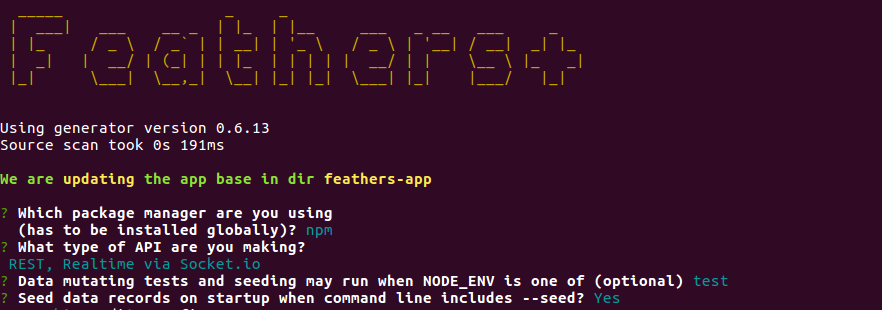 Feathers+
Using generator version 0.6.13
Source scan took 0s 191ms
We are updating the app base in dir feathers-app
? Which package manager are you using
(has to be installed globally)? npm
? What type of API are you making?
REST, Realtime via Socket.io
? Data mutating tests and seeding may run when NODE_ENV is one of (optional) test
? Seed data records on startup when command line includes --seed? Yes